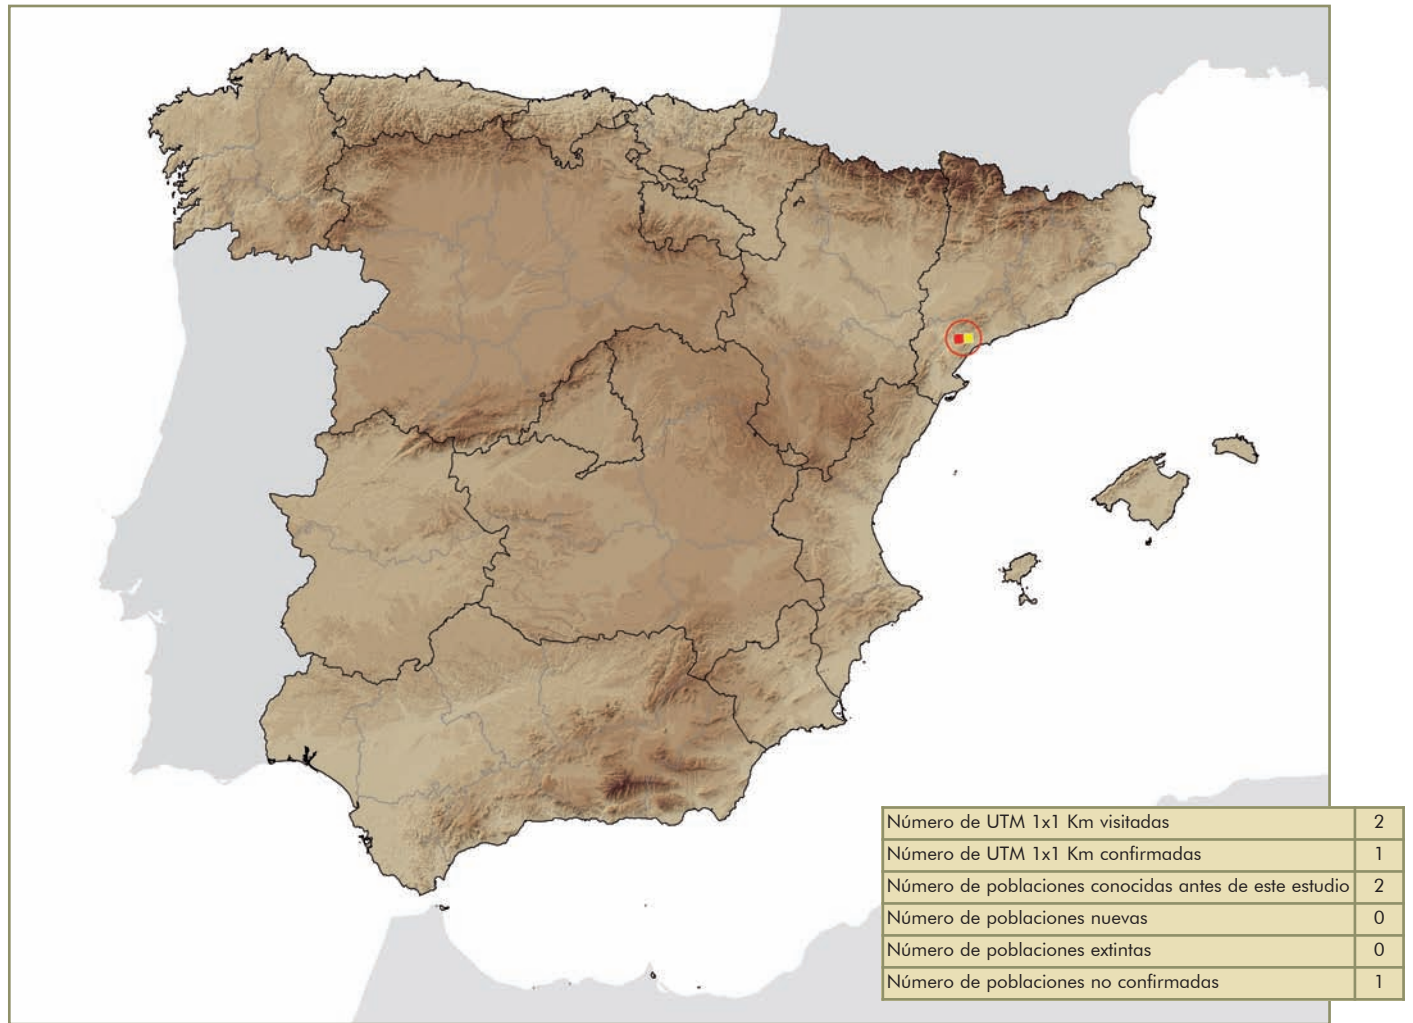 Número de UTM 1x1 Km visitadas 2
Número de UTM 1x1 Km confirmadas 1
Número de poblaciones conocidas antes de este estudio 2
Número de poblaciones nuevas 0
Número de poblaciones extintas 0
Número de poblaciones no confirmadas 1